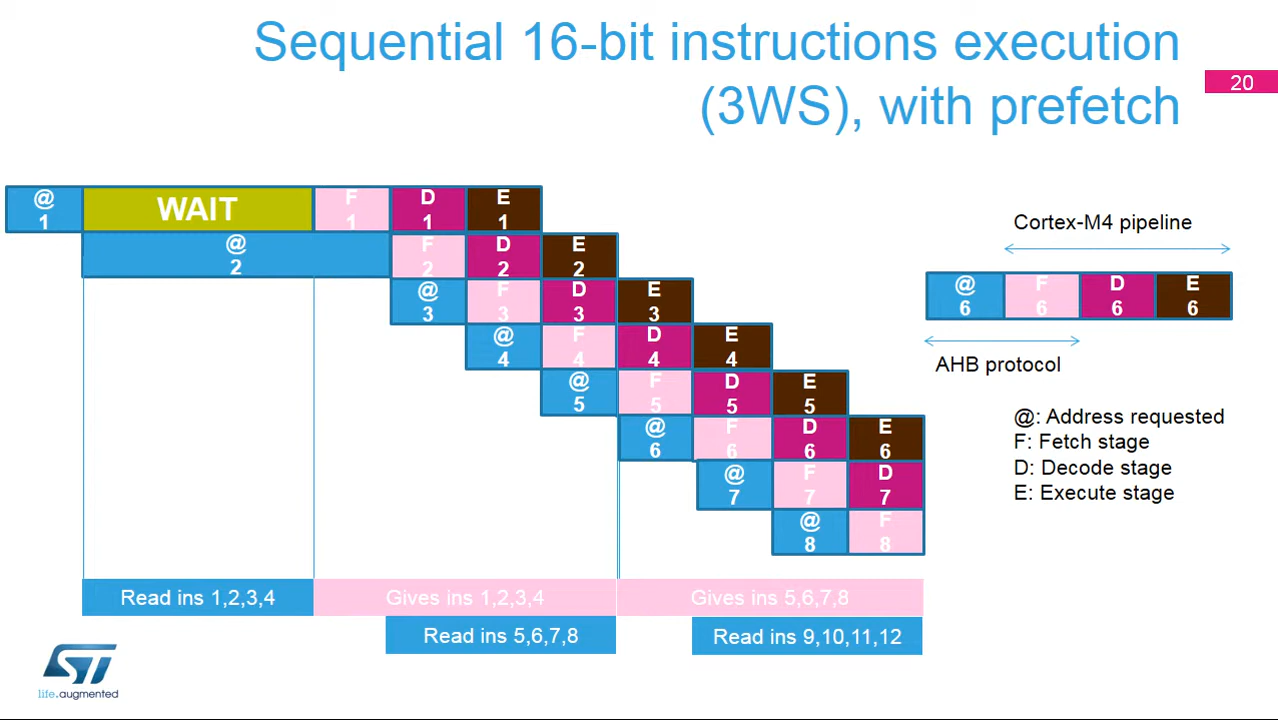 Sequential 16-bit instructions execution
(3WS), with prefetch
20
@ 1
WAIT
F 1
D 1
E 1
@ 2
F 2
D 2
E 2
@ 3
F 3
D 3
E 3
@ 4
F 4
D 4
E 4
@ 5
F 5
D 5
E 5
@ 6
F 6
D 6
E 6
@ 7
F 7
D 7
@ 8
F 8
Cortex-M4 pipeline
@ 6
F 6
D 6
E 6
AHB protocol
@: Address requested
F: Fetch stage
D: Decode stage
E: Execute stage
Read ins 1,2,3,4
Gives ins 1,2,3,4
Gives ins 5,6,7,8
Read ins 5,6,7,8
Read ins 9,10,11,12
ST
life.augmented